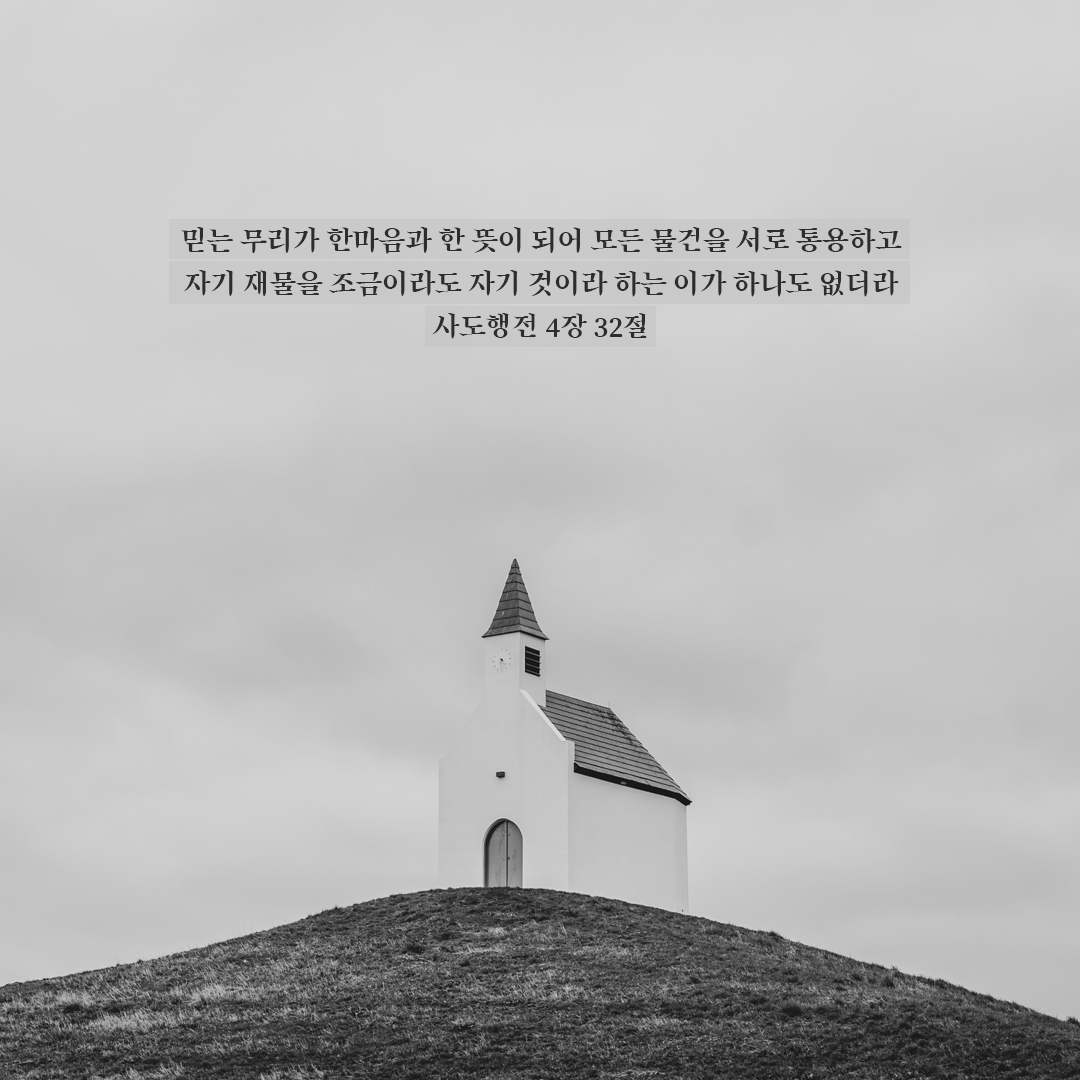 믿는 무리가 한마음과 한 뜻이 되어 모든 물건을 서로 통용하고
자기 재물을 조금이라도 자기 것이라 하는 이가 하나도 없더라
사도행전 4장 32절